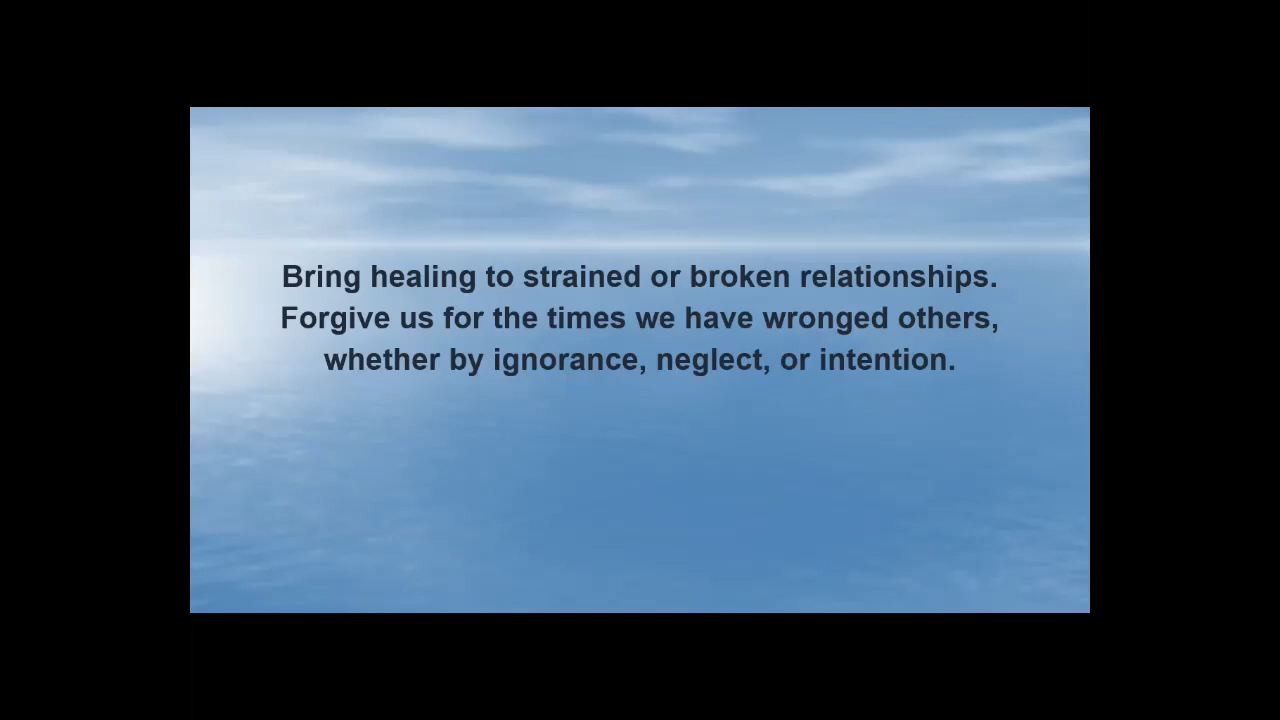 Bring healing to strained or broken relationships.
Forgive us for the times we have wronged others,
whether by ignorance, neglect, or intention.